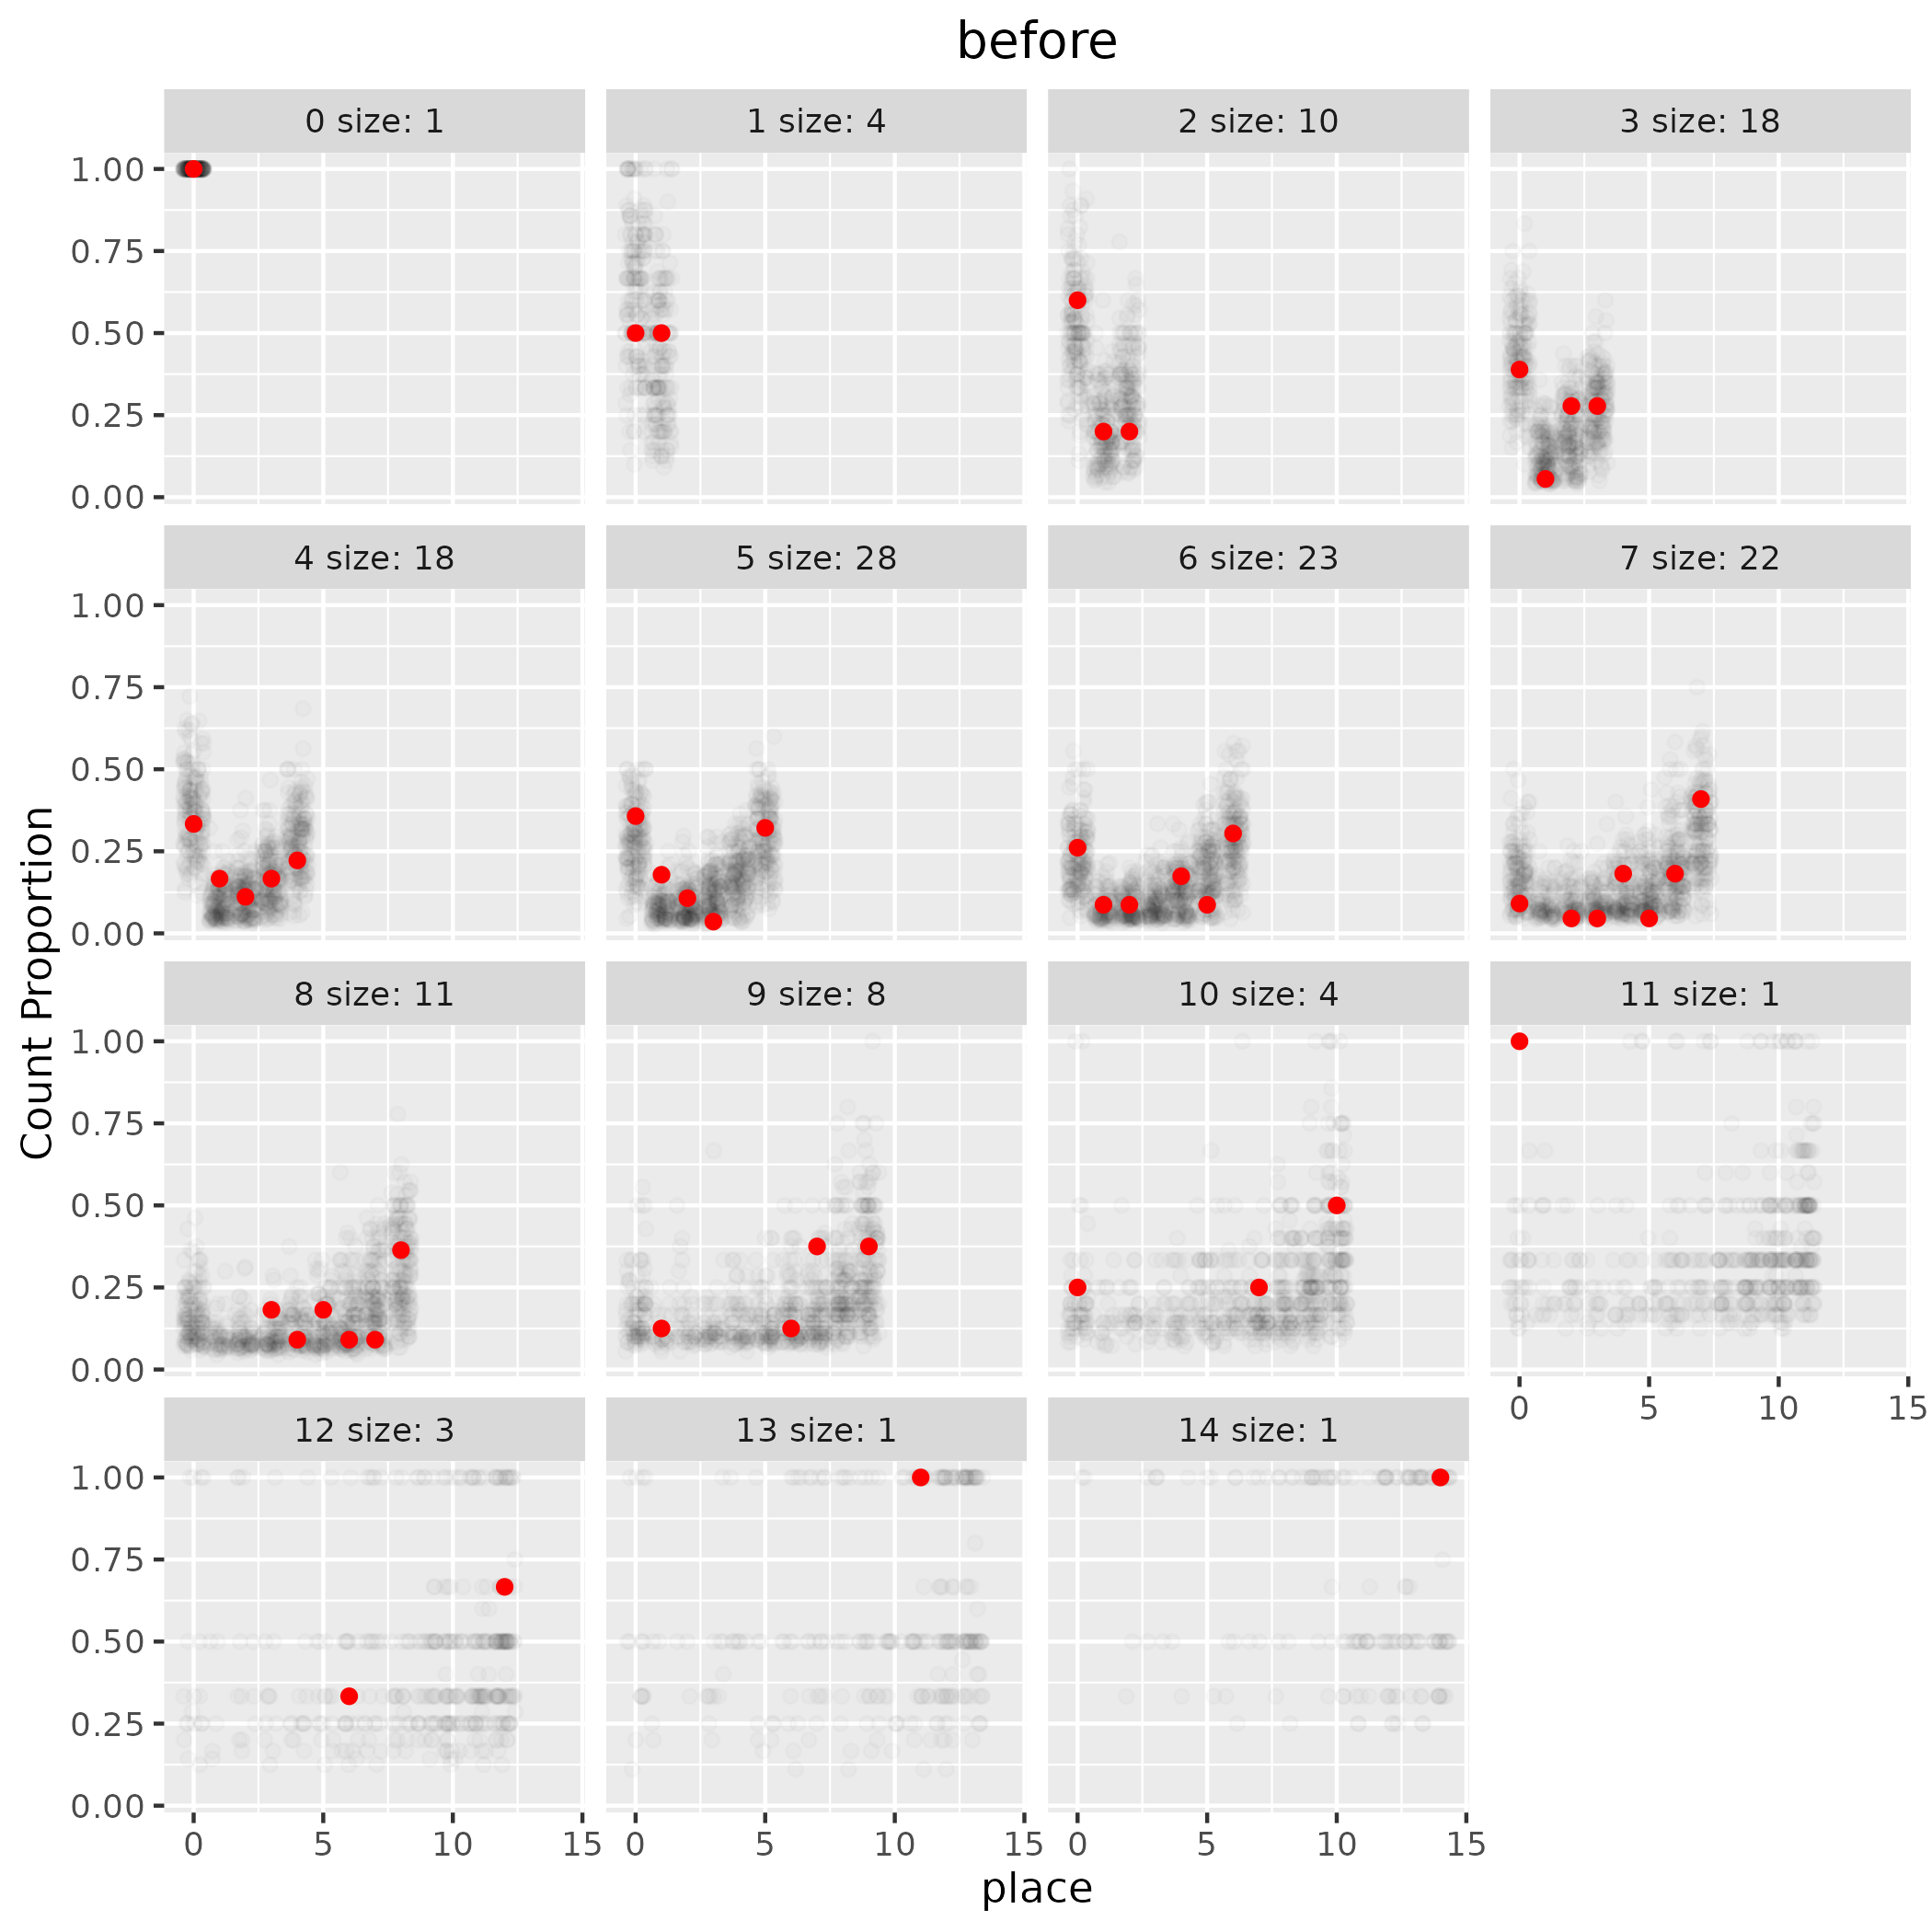 before
0 size: 1
1 size: 4
2 size: 10
3 size: 18
1.00
0.75
0.50
0.25
0.00
4 size: 18
5 size: 28
6 size: 23
7 size: 22
1.00
0.75
0.50
0.25
0.00
Count Proportion
8 size: 11
9 size: 8
10 size: 4
11 size: 1
1.00
0.75
0.50
0.25
0.00
0 5 10 15
12 size: 3
13 size: 1
14 size: 1
1.00
0.75
0.50
0.25
0.00
0 5 10 15
0 5 10 15
0 5 10 15
place